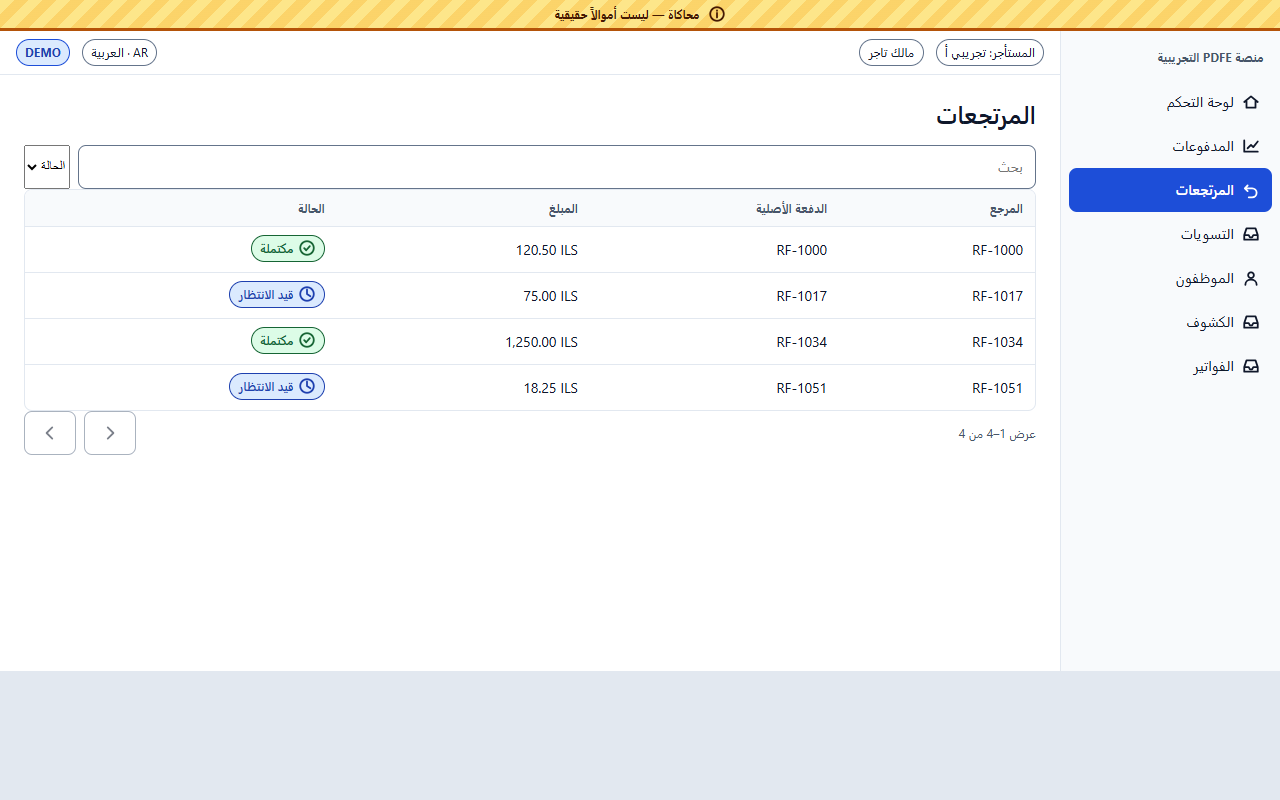 محاكاة — ليست أموالاً حقيقية
منصة PDFE التجريبية
لوحة التحكم
المدفوعات
المرتجعات
التسويات
الموظفون
الكشوف
الفواتير
المستأجر: تجريبي أ
مالك تاجر
AR · العربية
DEMO
المرتجعات
بحث
الحالة
المرجع الدفعة الأصلية المبلغ الحالة
RF-1000 RF-1000 120.50 ILS مكتملة
RF-1017 RF-1017 75.00 ILS قيد الانتظار
RF-1034 RF-1034 1,250.00 ILS مكتملة
RF-1051 RF-1051 18.25 ILS قيد الانتظار
عرض 1–4 من 4